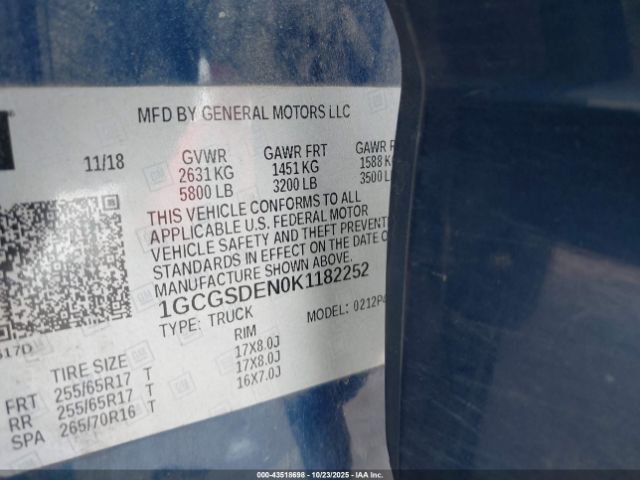 MFD BY GENERAL MOTORS LLC
11/18 GVWR GAWR FRT GAWR
2631 KG 1451 KG 1588 KG
5800 LB 3200 LB 3500
THIS VEHICLE CONFORMS TO ALL
APPLICABLE U.S. FEDERAL MOTOR
VEHICLE SAFETY AND THEFT PREVENT
STANDARDS IN EFFECT ON THE DATE O
MANUFACTURE SHOWN ABOVE.
1GCGSDEN0K1182252
TYPE: TRUCK MODEL: 0212P4
TIRE SIZE RIM
FRT 255/65R17 T 17X8.0J
RR 255/65R17 T 17X8.0J
SPA 265/70R16 T 16X7.0J
000-43518698 - 10/23/2025 - IAA Inc.